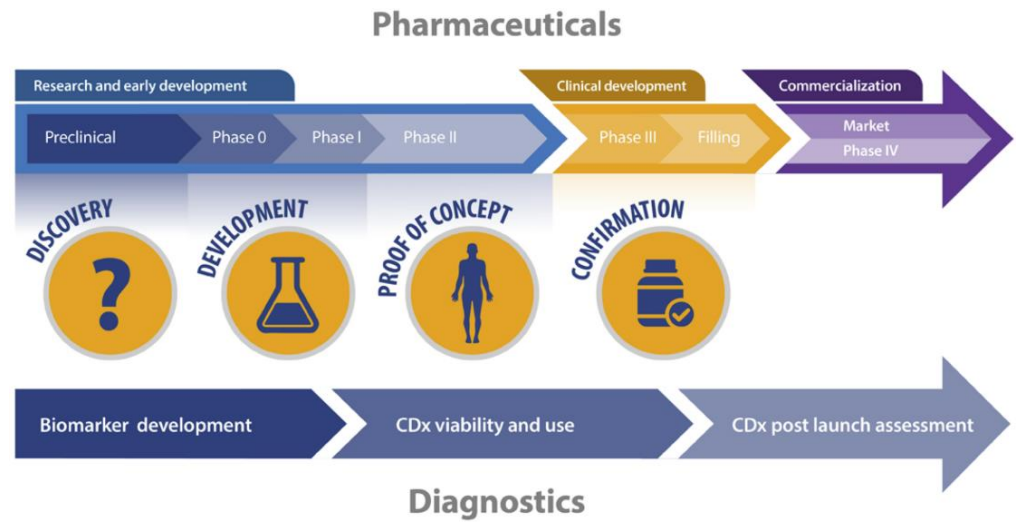 Pharmaceuticals
Research and early development
Clinical development
Commercialization
Preclinical
Phase 0
Phase I
Phase II
Phase III
Filling
Market
Phase IV
DISCOVERY
DEVELOPMENT
PROOF OF CONCEPT
CONFIRMATION
?
Biomarker development
CDx viability and use
CDx post launch assessment
Diagnostics